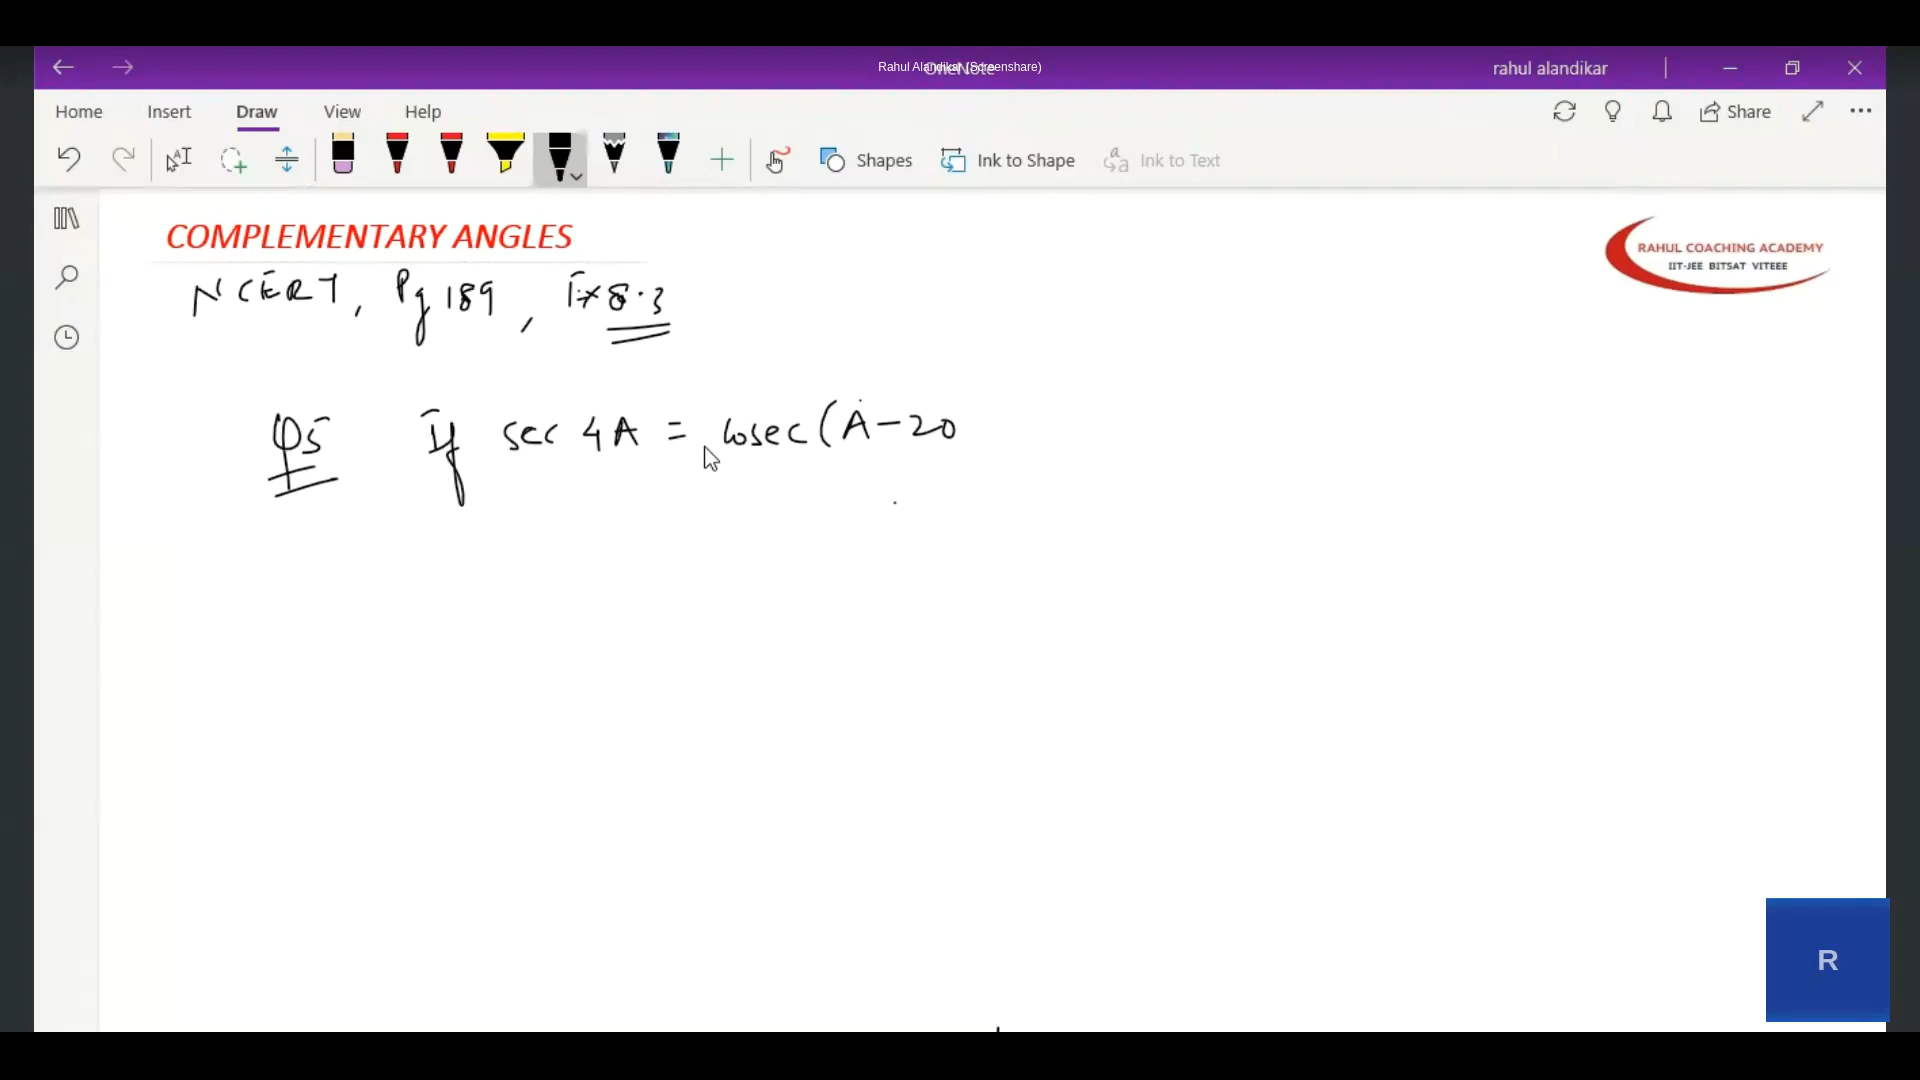 Rahul Alandikar (Screenshare)
rahul alandikar
Home Insert Draw View Help Share
Shapes Ink to Shape Ink to Text
COMPLEMENTARY ANGLES
RAHUL COACHING ACADEMY
IIT-JEE BITSAT VITEEE
NCERT, Pg 189, Ex 8.3
Q5 If sec 4A = cosec (A - 20
R